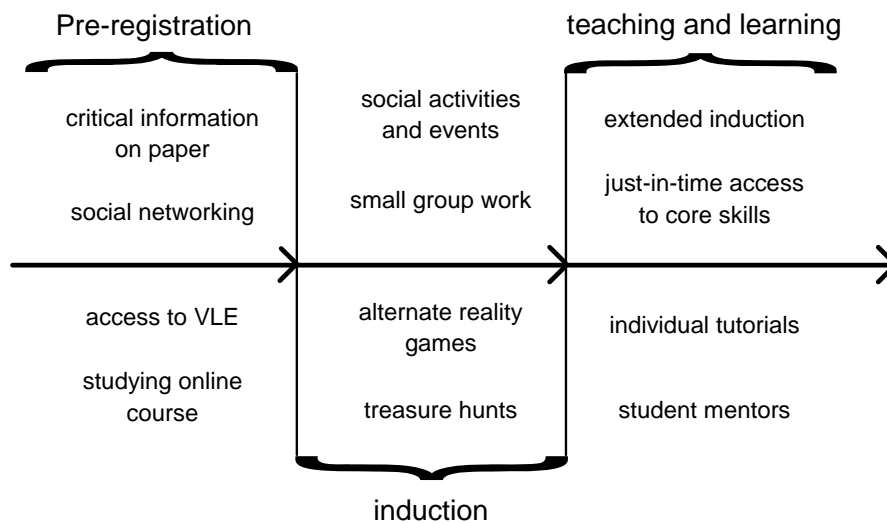 Pre-registration
teaching and learning
critical information
on paper
social networking
social activities
and events
small group work
extended induction
just-in-time access
to core skills
access to VLE
studying online
course
alternate reality
games
treasure hunts
individual tutorials
student mentors
induction